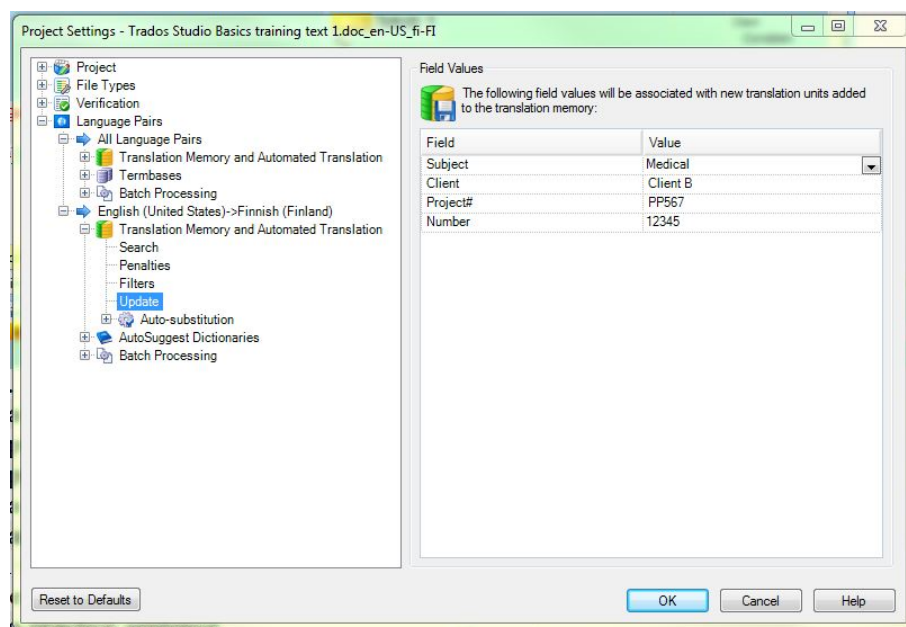 Project Settings - Trados Studio Basics training text 1.doc_en-US_fi-FI
Project
File Types
Verification
Language Pairs
All Language Pairs
Translation Memory and Automated Translation
Termbases
Batch Processing
English (United States)->Finnish (Finland)
Translation Memory and Automated Translation
Search
Penalties
Filters
Update
Auto-substitution
AutoSuggest Dictionaries
Batch Processing
Field Values
The following field values will be associated with new translation units added
to the translation memory:
Field Value
Subject Medical
Client Client B
Project# PP567
Number 12345
Reset to Defaults OK Cancel Help